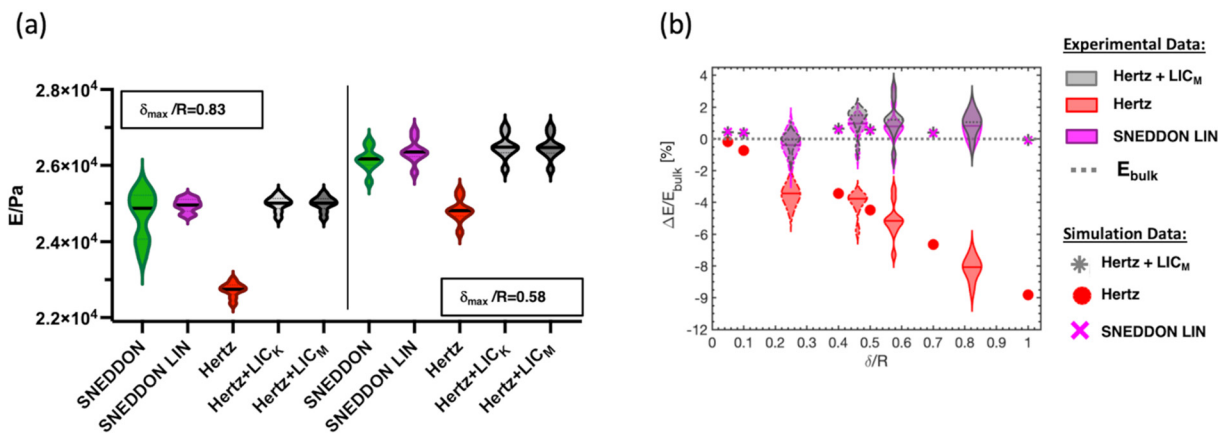 (a)
E/Pa
2.8×10⁴
2.6×10⁴
2.4×10⁴
2.2×10⁴
δmax /R=0.83
δmax /R=0.58
SNEDDON
SNEDDON LIN
Hertz
Hertz+LICK
Hertz+LICM
SNEDDON
SNEDDON LIN
Hertz
Hertz+LICK
Hertz+LICM
(b)
ΔE/Ebulk [%]
4
2
0
-2
-4
-6
-8
-9
-12
0 0.1 0.2 0.3 0.4 0.5 0.6 0.7 0.8 0.9 1
δ/R
Experimental Data:
Hertz + LICM
Hertz
SNEDDON LIN
Ebulk
Simulation Data:
Hertz + LICM
Hertz
SNEDDON LIN